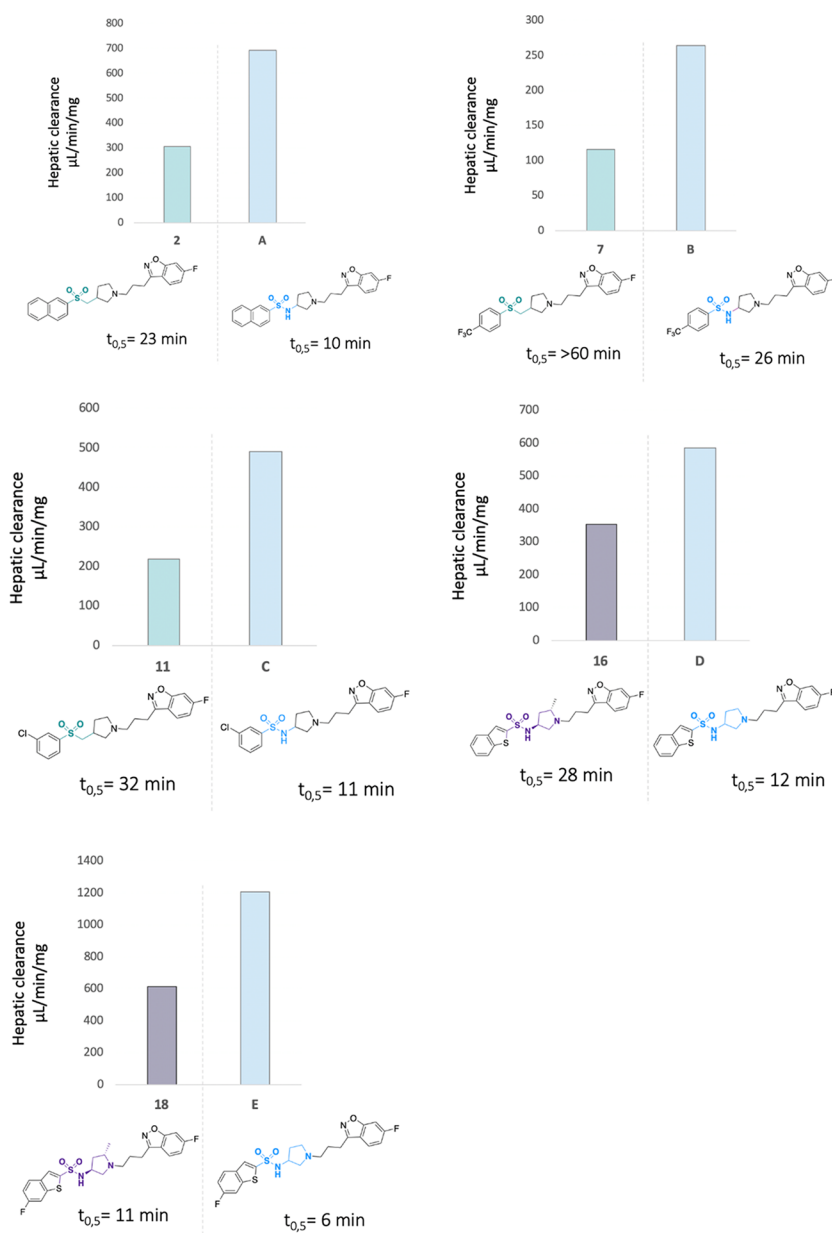 Hepatic clearance
µL/min/mg
800
700
600
500
400
300
200
100
0
2
A
O O
S
N
N O
F
O O
S
N
H
N
N O
F
t0,5= 23 min
t0,5= 10 min
Hepatic clearance
µL/min/mg
300
250
200
150
100
50
0
7
B
F3C
O O
S
N
N O
F
F3C
O O
S
N
H
N
N O
F
t0,5= >60 min
t0,5= 26 min
Hepatic clearance
µL/min/mg
600
500
400
300
200
100
0
11
C
Cl
O O
S
N
N O
F
Cl
O O
S
N
H
N
N O
F
t0,5= 32 min
t0,5= 11 min
Hepatic clearance
µL/min/mg
700
600
500
400
300
200
100
0
16
D
S
O O
S
N
H
N
N O
F
S
O O
S
N
H
N
N O
F
t0,5= 28 min
t0,5= 12 min
Hepatic clearance
µL/min/mg
1400
1200
1000
800
600
400
200
0
18
E
F
S
O O
S
N
H
N
N O
F
F
S
O O
S
N
H
N
N O
F
t0,5= 11 min
t0,5= 6 min